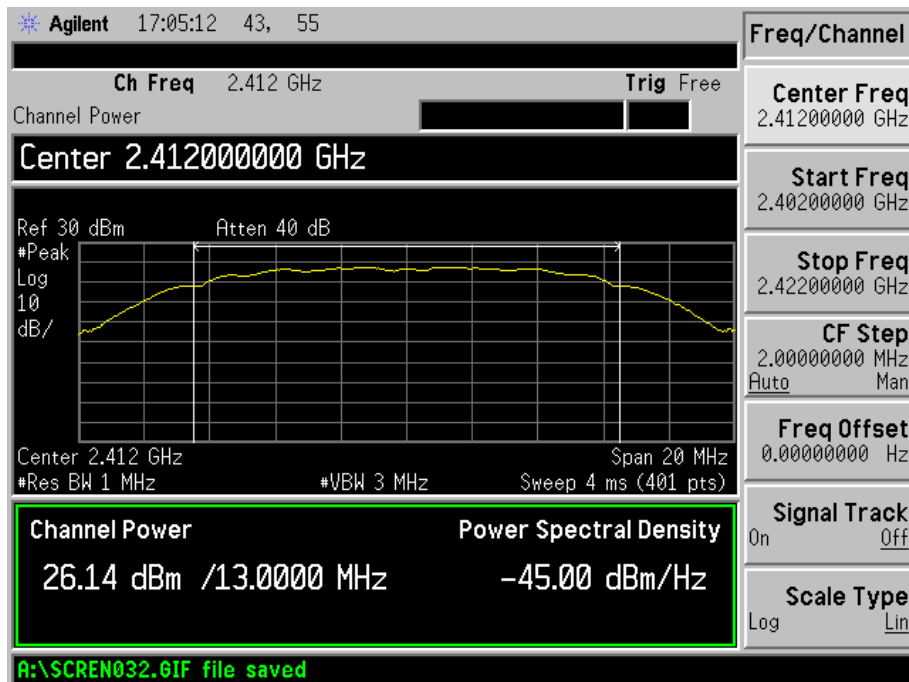 Agilent 17:05:12 43, 55
Freq/Channel
Ch Freq 2.412 GHz
Trig Free
Channel Power
Center 2.412000000 GHz
Ref 30 dBm Atten 40 dB
#Peak
Log
10
dB/
Center 2.412 GHz
Span 20 MHz
#Res BW 1 MHz
#VBW 3 MHz
Sweep 4 ms (401 pts)
Channel Power
Power Spectral Density
26.14 dBm /13.0000 MHz
-45.00 dBm/Hz
A:\SCREN032.GIF file saved
Center Freq
2.41200000 GHz
Start Freq
2.40200000 GHz
Stop Freq
2.42200000 GHz
CF Step
2.00000000 MHz
Auto Man
Freq Offset
0.00000000 Hz
Signal Track
On Off
Scale Type
Log Lin